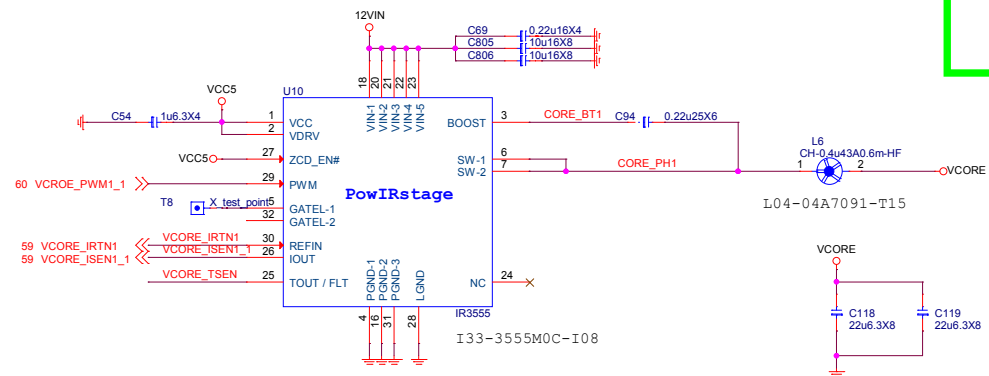 12VIN
C69 0.22u16X4
C805 10u16X8
C806 10u16X8
18 20 21 22 23
VCC5 U10
VIN-1 VIN-2 VIN-3 VIN-4 VIN-5
C54 1u6.3X4 1 VCC BOOST 3 CORE_BT1 C94 0.22u25X6
2 VDRV
L6
CH-0.4u43A0.6m-HF
VCC5 27 ZCD_EN# SW-1 6
SW-2 7 CORE_PH1 1 2 VCORE
60 VCROE_PWM1_1 29 PWM
PowIRstage
L04-04A7091-T15
T8 X_test_point 5 GATEL-1
32 GATEL-2
VCORE_IRTN1 30 REFIN
59 VCORE_IRTN1
VCORE_ISEN1_1 26 IOUT
59 VCORE_ISEN1_1
VCORE
VCORE_TSEN 25 TOUT / FLT NC 24
PGND-1 PGND-2 PGND-3 LGND
IR3555
4 16 31 28
I33-3555M0C-I08
C118
22u6.3X8
C119
22u6.3X8